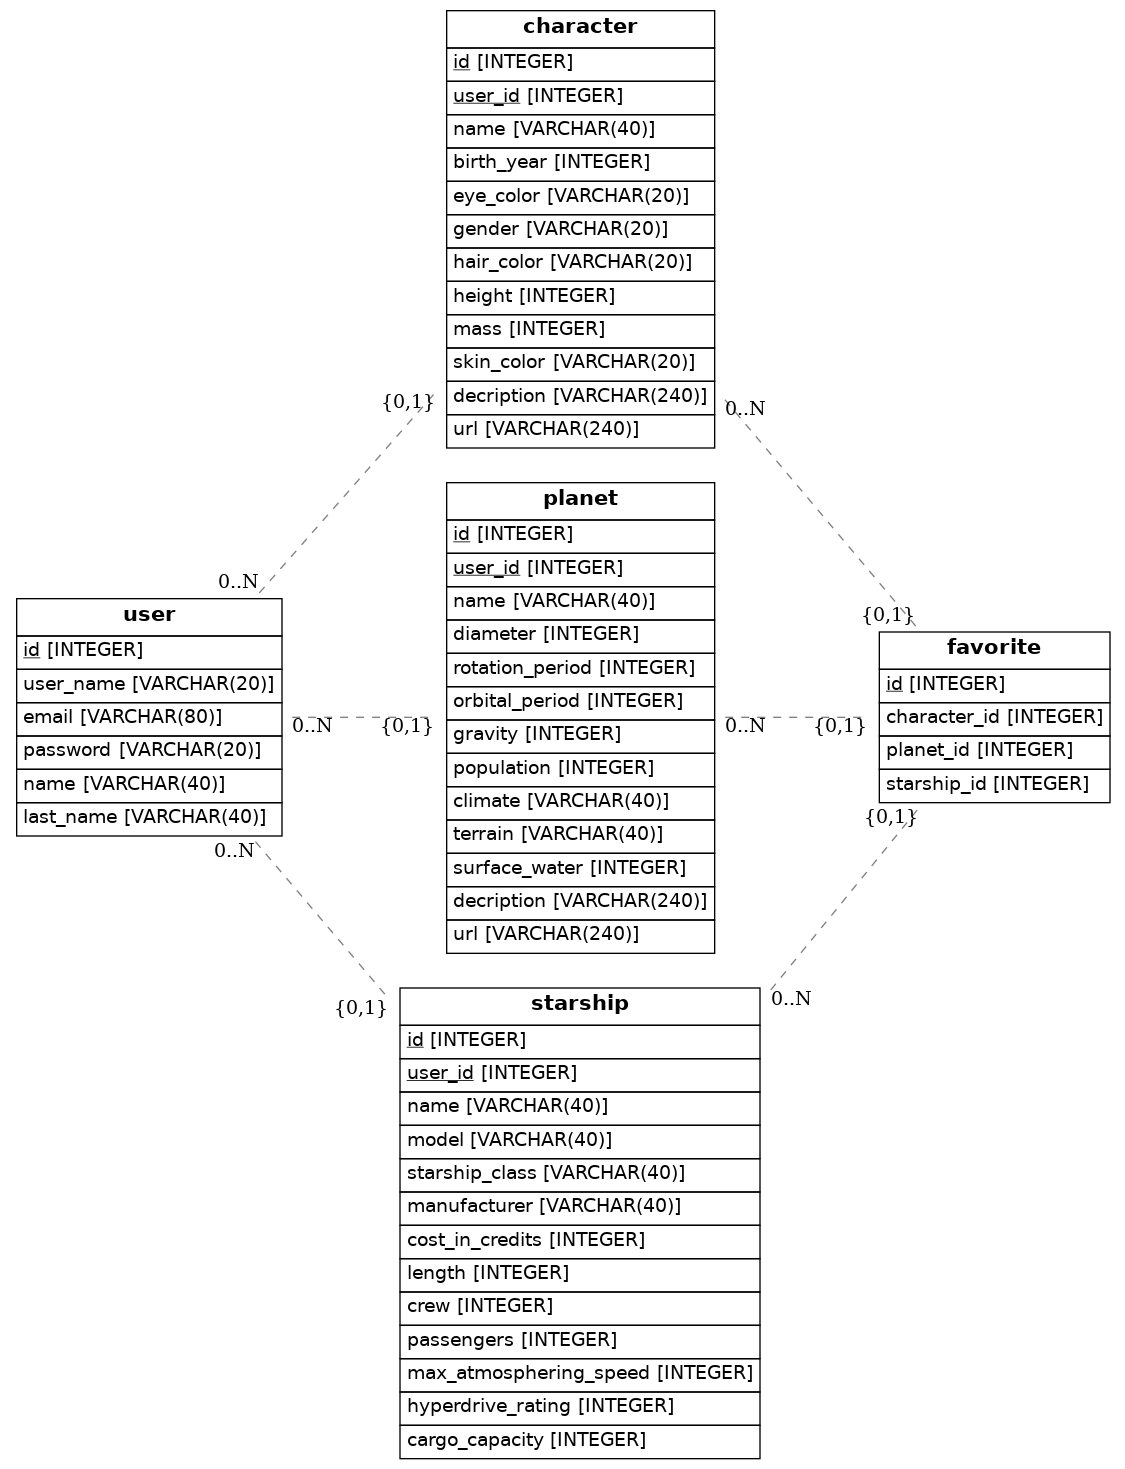 character
id [INTEGER]
user_id [INTEGER]
name [VARCHAR(40)]
birth_year [INTEGER]
eye_color [VARCHAR(20)]
gender [VARCHAR(20)]
hair_color [VARCHAR(20)]
height [INTEGER]
mass [INTEGER]
skin_color [VARCHAR(20)]
decription [VARCHAR(240)]
url [VARCHAR(240)]
{0,1}
0..N
0..N
{0,1}
planet
id [INTEGER]
user_id [INTEGER]
name [VARCHAR(40)]
diameter [INTEGER]
rotation_period [INTEGER]
orbital_period [INTEGER]
gravity [INTEGER]
population [INTEGER]
climate [VARCHAR(40)]
terrain [VARCHAR(40)]
surface_water [INTEGER]
decription [VARCHAR(240)]
url [VARCHAR(240)]
user
id [INTEGER]
user_name [VARCHAR(20)]
email [VARCHAR(80)]
password [VARCHAR(20)]
name [VARCHAR(40)]
last_name [VARCHAR(40)]
0..N
{0,1}
0..N
{0,1}
favorite
id [INTEGER]
character_id [INTEGER]
planet_id [INTEGER]
starship_id [INTEGER]
0..N
{0,1}
{0,1}
0..N
starship
id [INTEGER]
user_id [INTEGER]
name [VARCHAR(40)]
model [VARCHAR(40)]
starship_class [VARCHAR(40)]
manufacturer [VARCHAR(40)]
cost_in_credits [INTEGER]
length [INTEGER]
crew [INTEGER]
passengers [INTEGER]
max_atmosphering_speed [INTEGER]
hyperdrive_rating [INTEGER]
cargo_capacity [INTEGER]